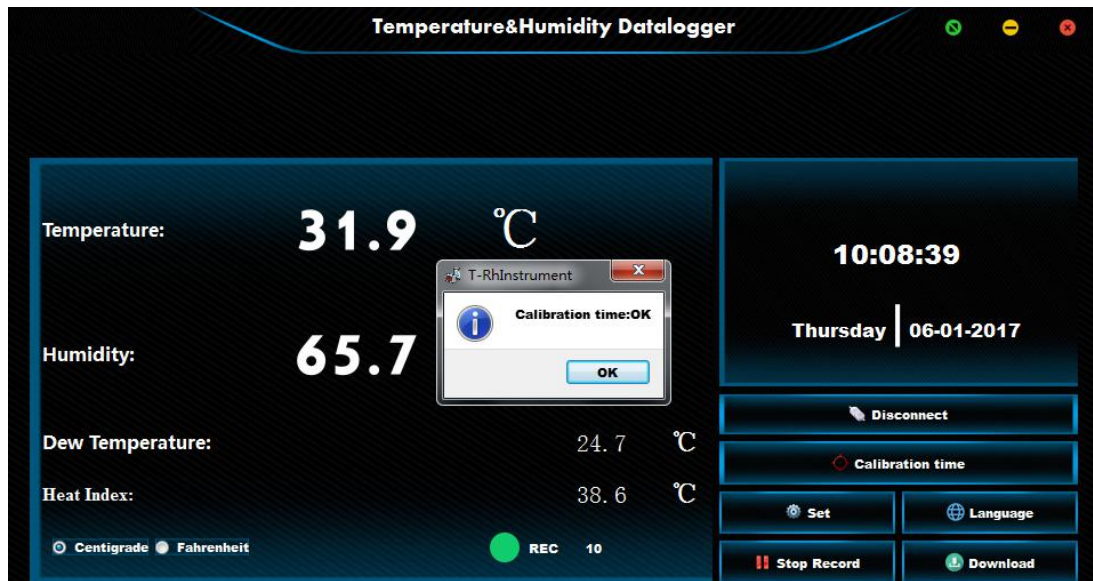 Temperature&Humidity Datalogger
Temperature:
31.9 ℃
T-RhInstrument
Calibration time:OK
OK
Humidity:
65.7
Dew Temperature:
24.7 ℃
Heat Index:
38.6 ℃
Centigrade Fahrenheit
REC 10
10:08:39
Thursday 06-01-2017
Disconnect
Calibration time
Set
Language
Stop Record
Download